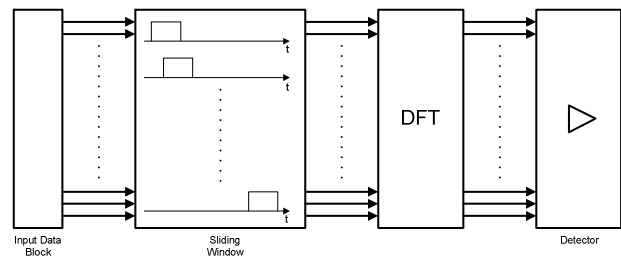 t
t
t
DFT
Input Data
Block
Sliding
Window
Detector